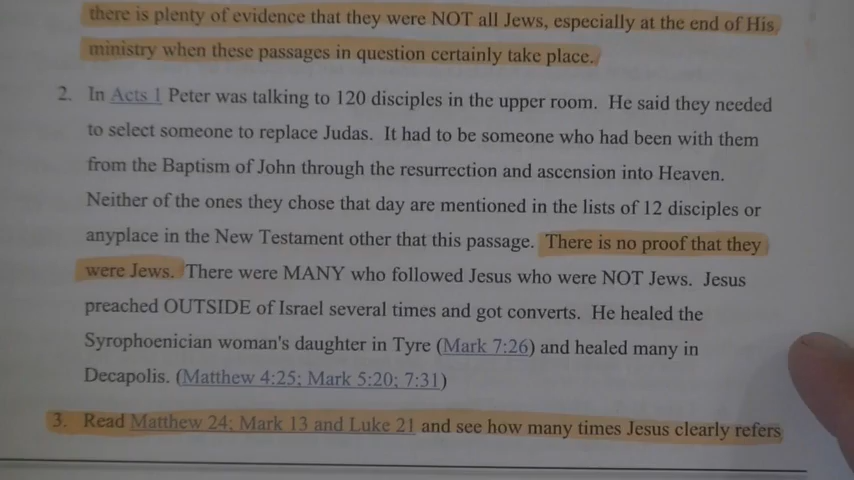 there is plenty of evidence that they were NOT all Jews, especially at the end of His
ministry when these passages in question certainly take place.
2. In Acts 1 Peter was talking to 120 disciples in the upper room. He said they needed
to select someone to replace Judas. It had to be someone who had been with them
from the Baptism of John through the resurrection and ascension into Heaven.
Neither of the ones they chose that day are mentioned in the lists of 12 disciples or
anyplace in the New Testament other that this passage. There is no proof that they
were Jews. There were MANY who followed Jesus who were NOT Jews. Jesus
preached OUTSIDE of Israel several times and got converts. He healed the
Syrophoenician woman's daughter in Tyre (Mark 7:26) and healed many in
Decapolis. (Matthew 4:25; Mark 5:20; 7:31)
3. Read Matthew 24; Mark 13 and Luke 21 and see how many times Jesus clearly refers